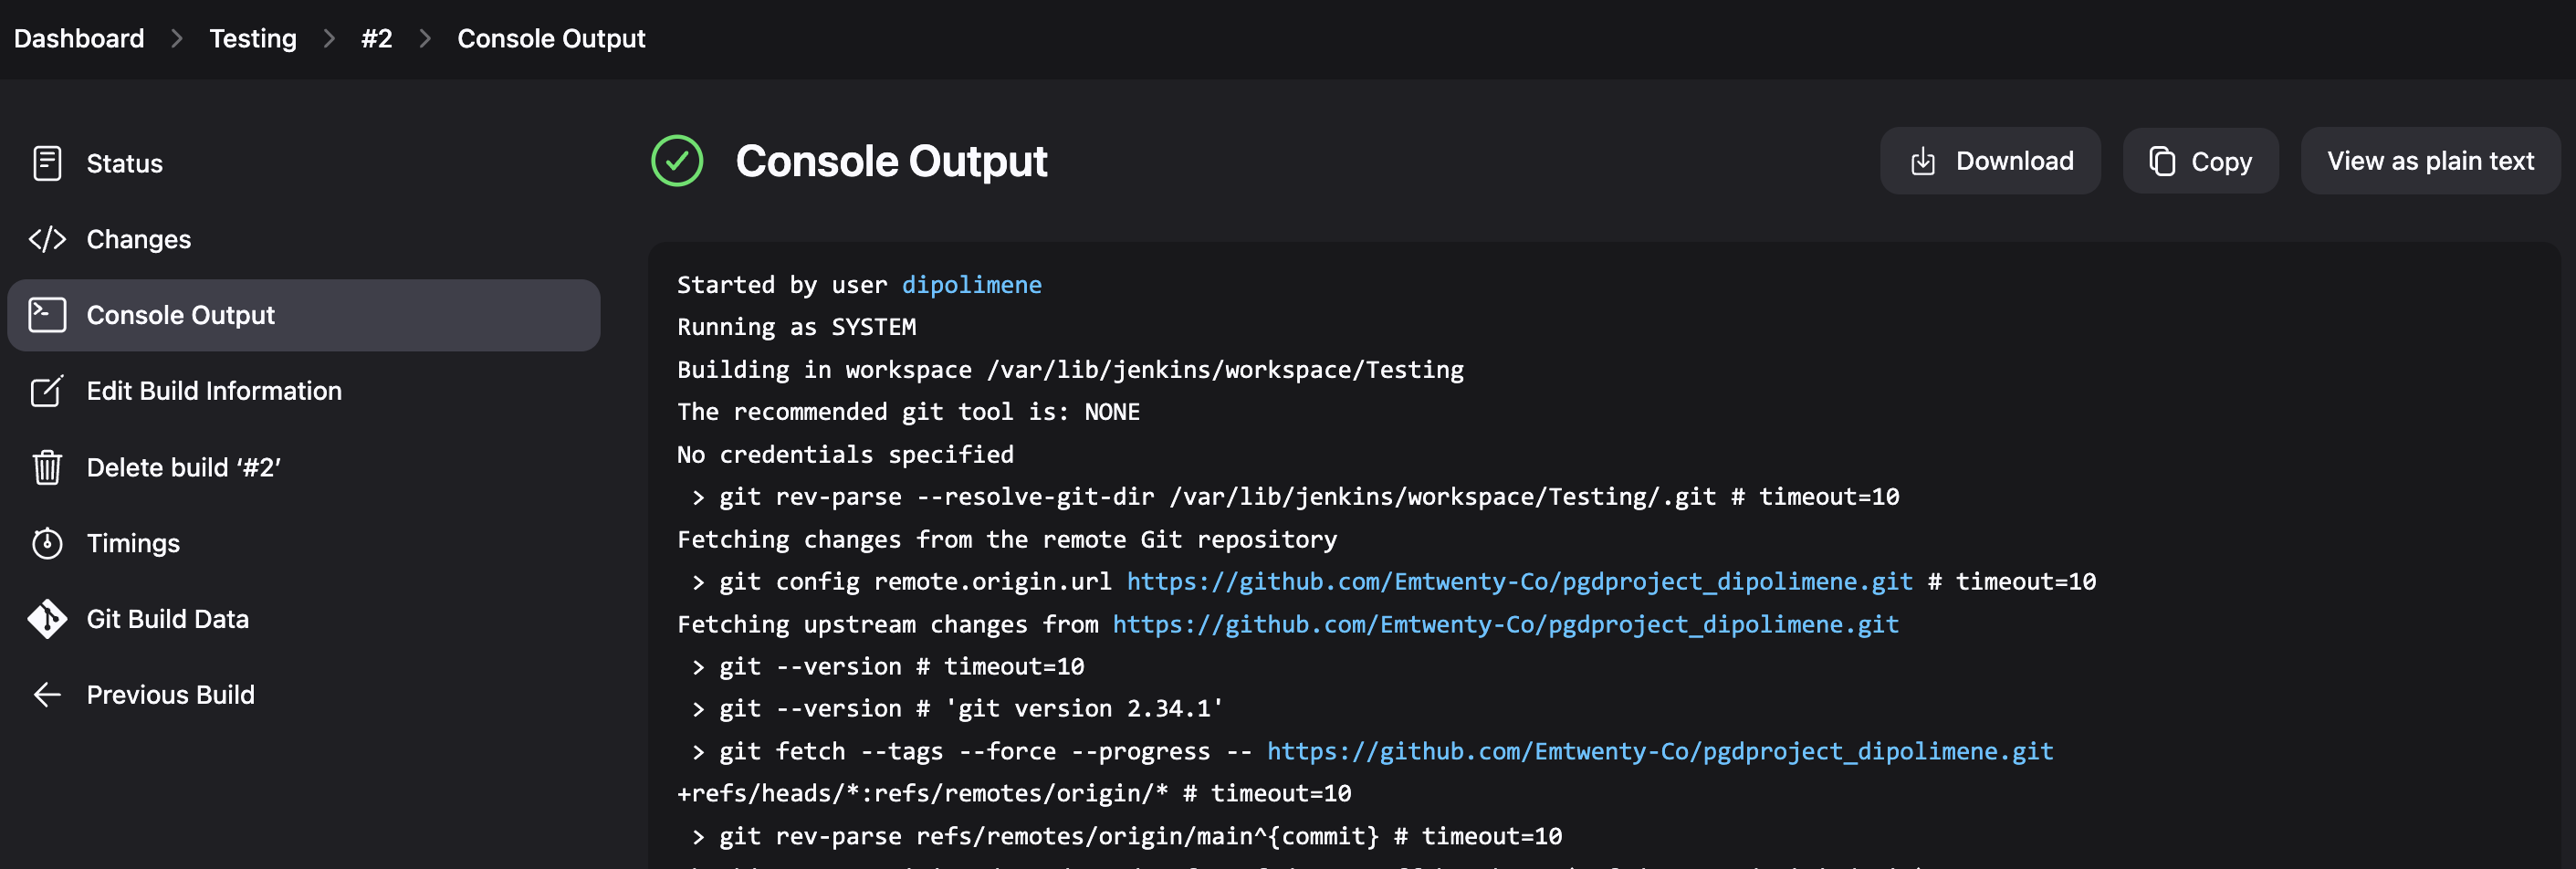 Dashboard > Testing > #2 > Console Output
Status
Changes
Console Output
Edit Build Information
Delete build ‘#2’
Timings
Git Build Data
Previous Build
Console Output
Download
Copy
View as plain text
Started by user dipolimene
Running as SYSTEM
Building in workspace /var/lib/jenkins/workspace/Testing
The recommended git tool is: NONE
No credentials specified
> git rev-parse --resolve-git-dir /var/lib/jenkins/workspace/Testing/.git # timeout=10
Fetching changes from the remote Git repository
> git config remote.origin.url https://github.com/Emtwenty-Co/pgdproject_dipolimene.git # timeout=10
Fetching upstream changes from https://github.com/Emtwenty-Co/pgdproject_dipolimene.git
> git --version # timeout=10
> git --version # 'git version 2.34.1'
> git fetch --tags --force --progress -- https://github.com/Emtwenty-Co/pgdproject_dipolimene.git
+refs/heads/*:refs/remotes/origin/* # timeout=10
> git rev-parse refs/remotes/origin/main^{commit} # timeout=10